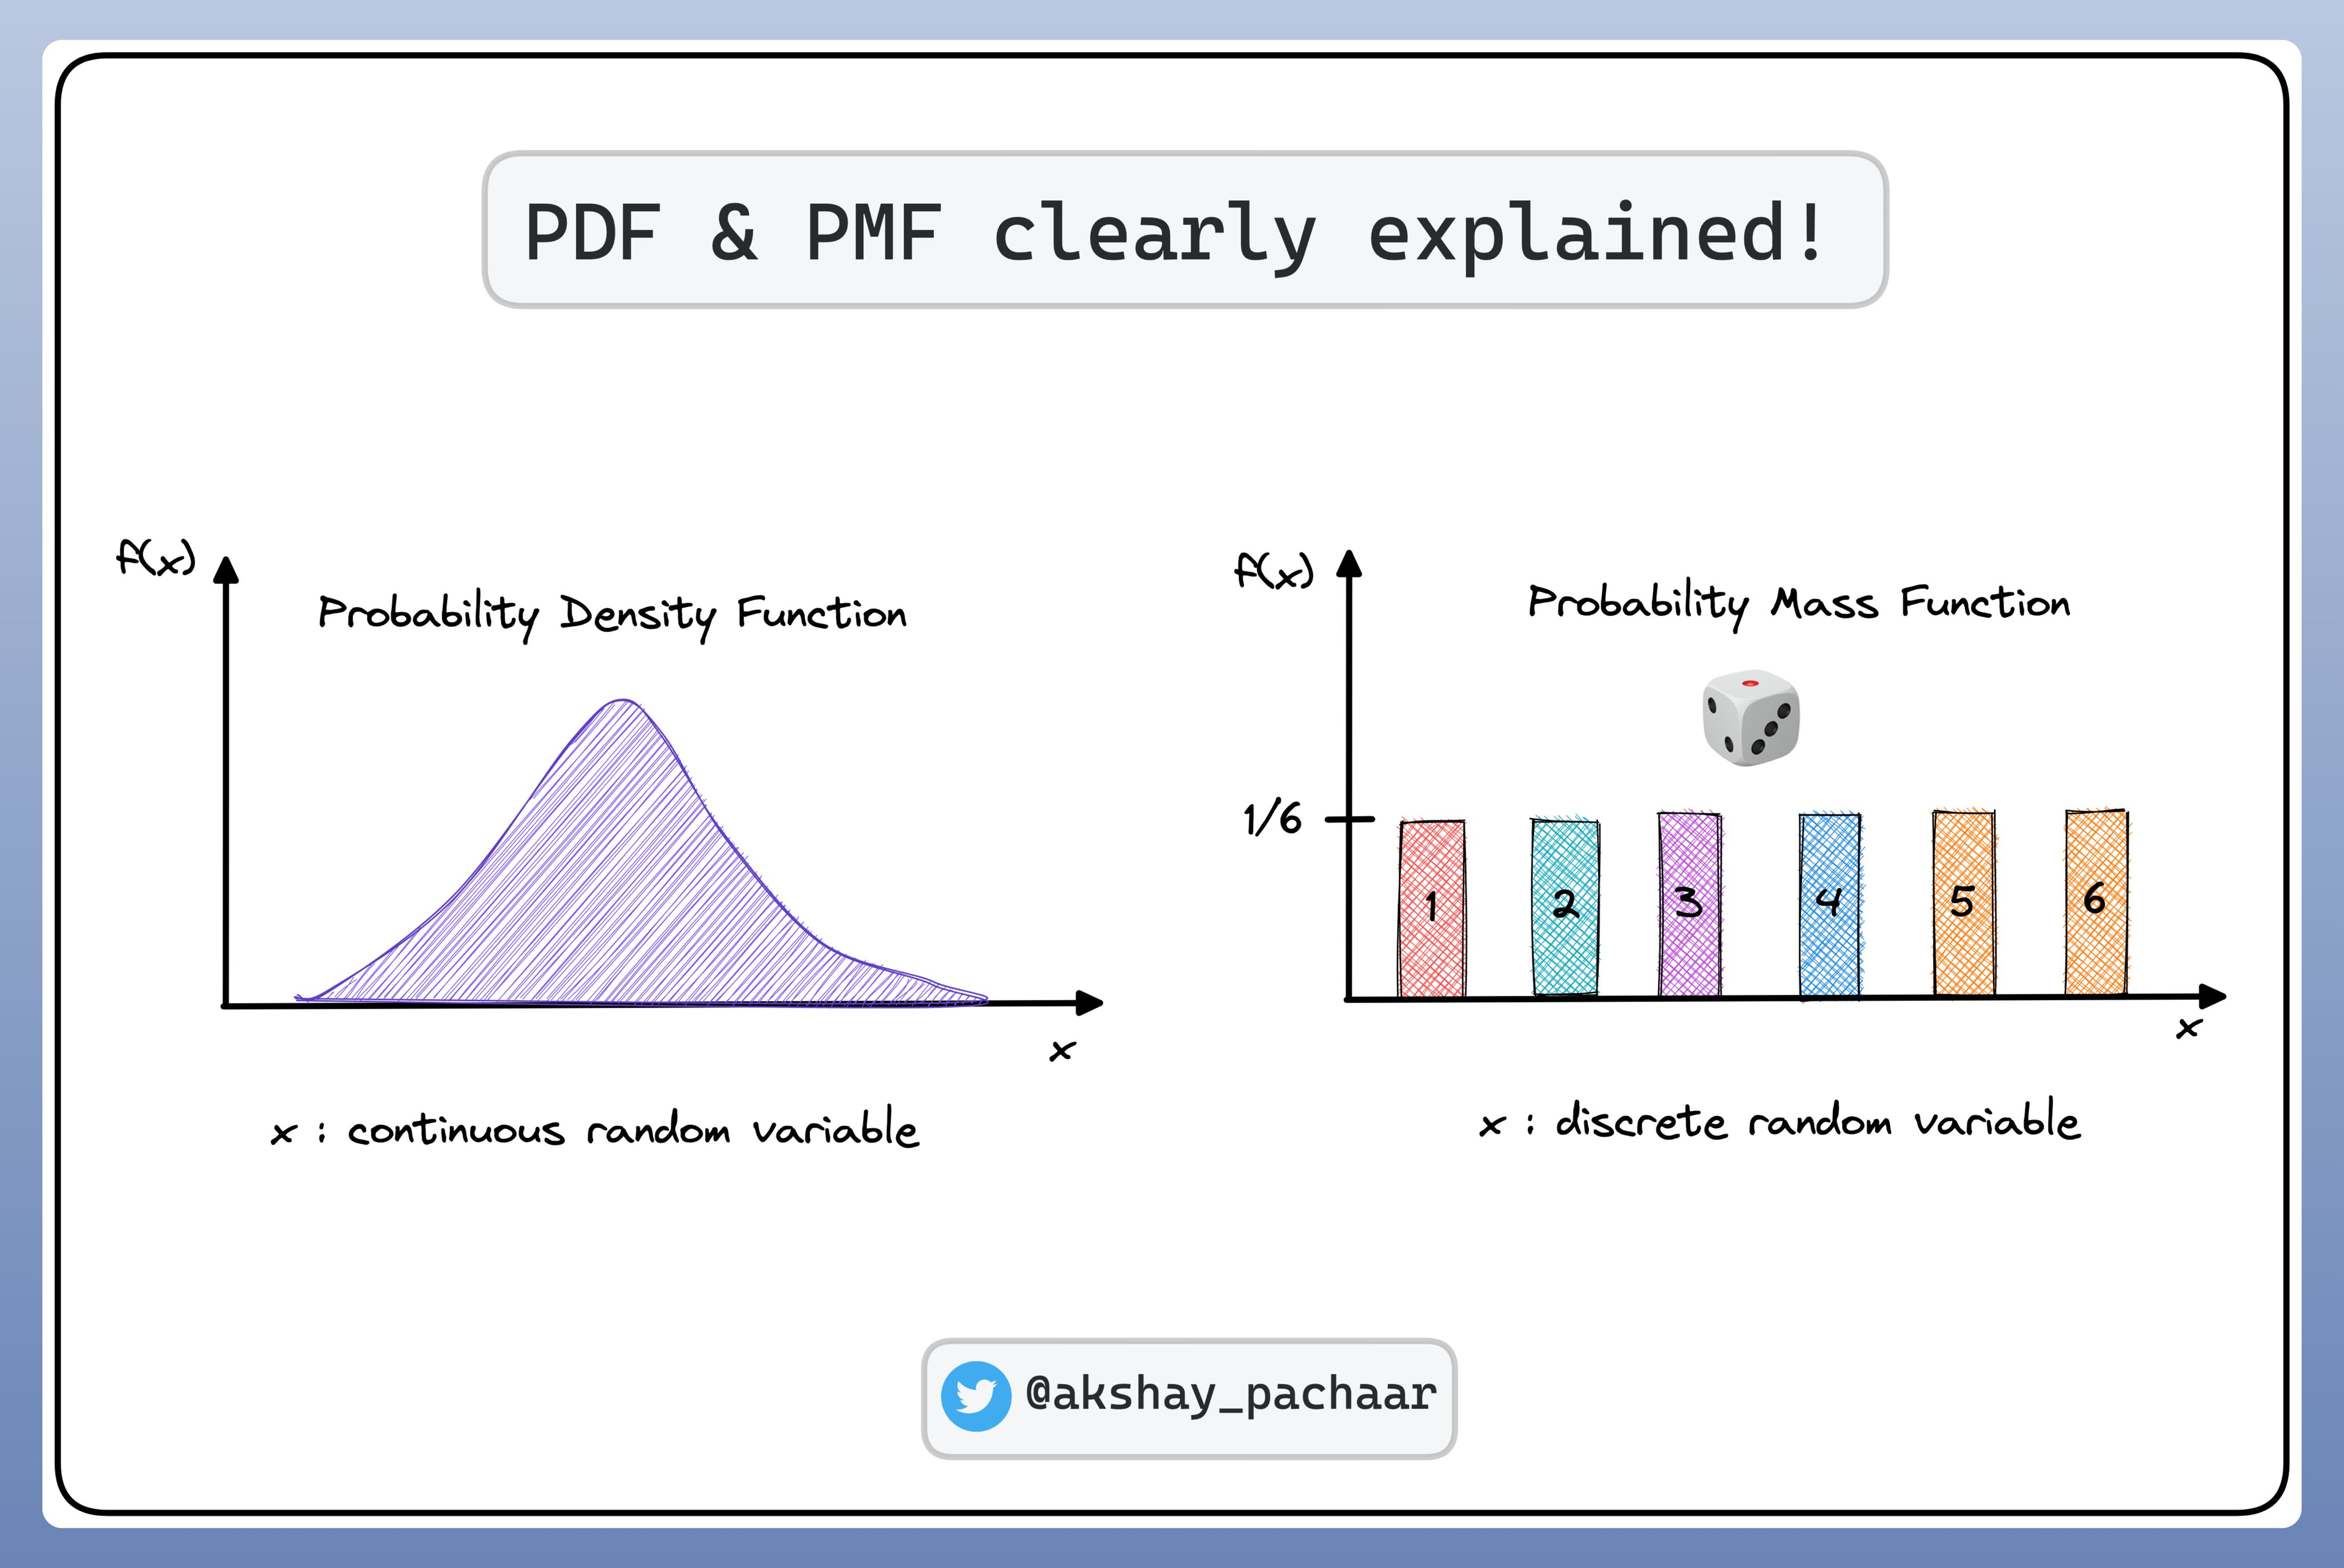 PDF & PMF clearly explained!
f(x)
Probability Density Function
x
x : continuous random variable
f(x)
Probability Mass Function
1/6
1
2
3
4
5
6
x
x : discrete random variable
@akshay_pachaar